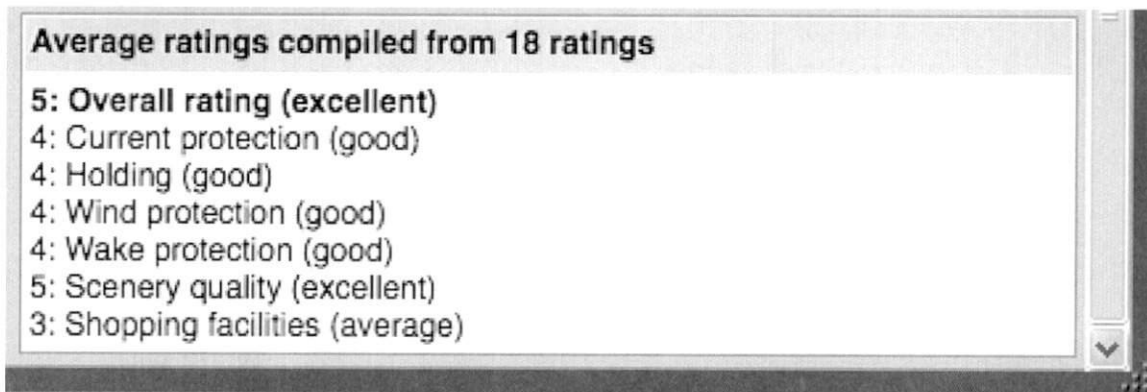 Average ratings compiled from 18 ratings
5: Overall rating (excellent)
4: Current protection (good)
4: Holding (good)
4: Wind protection (good)
4: Wake protection (good)
5: Scenery quality (excellent)
3: Shopping facilities (average)